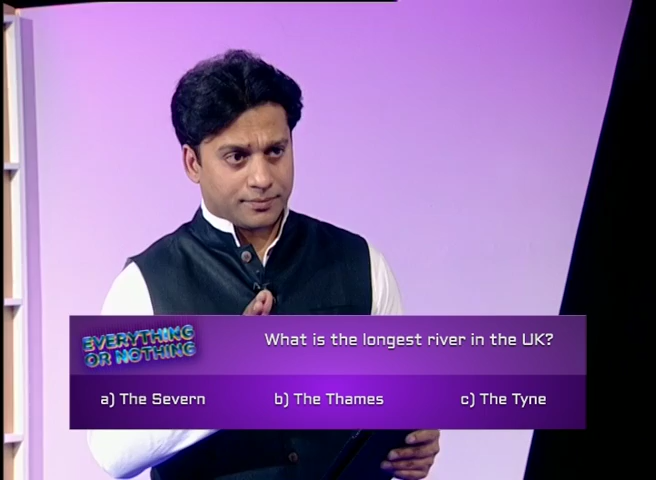 EVERYTHING
OR NOTHING
What is the longest river in the UK?
a) The Severn
b) The Thames
c) The Tyne